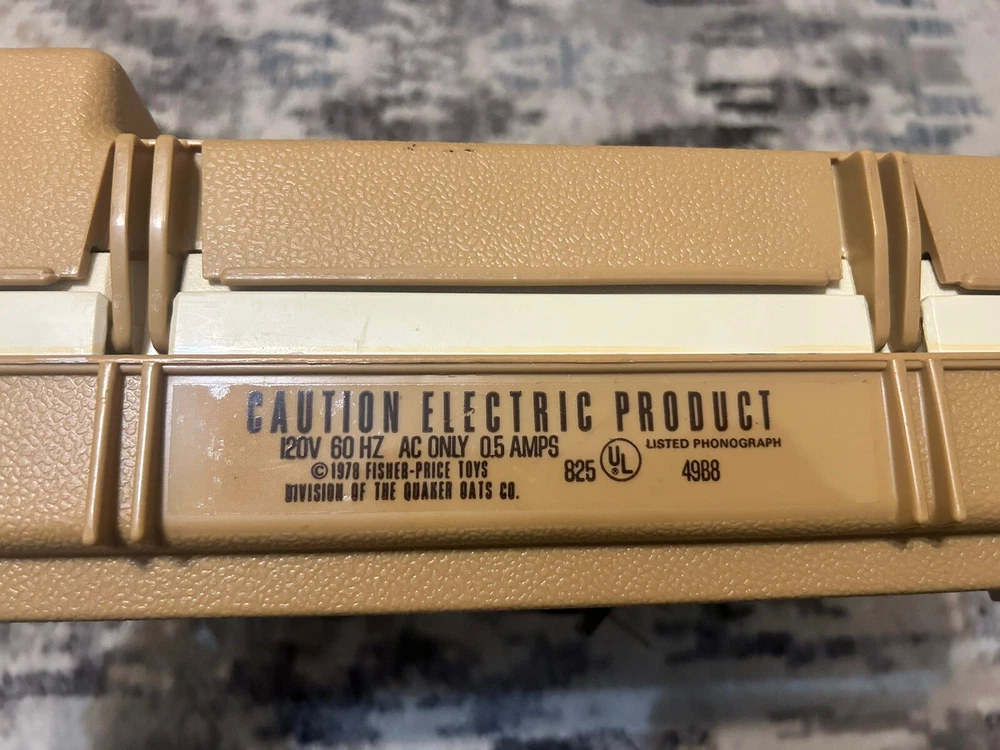 CAUTION ELECTRIC PRODUCT
120V 60 HZ AC ONLY 0.5 AMPS
©1978 FISHER-PRICE TOYS
DIVISION OF THE QUAKER OATS CO.
825 UL LISTED PHONOGRAPH
49B8